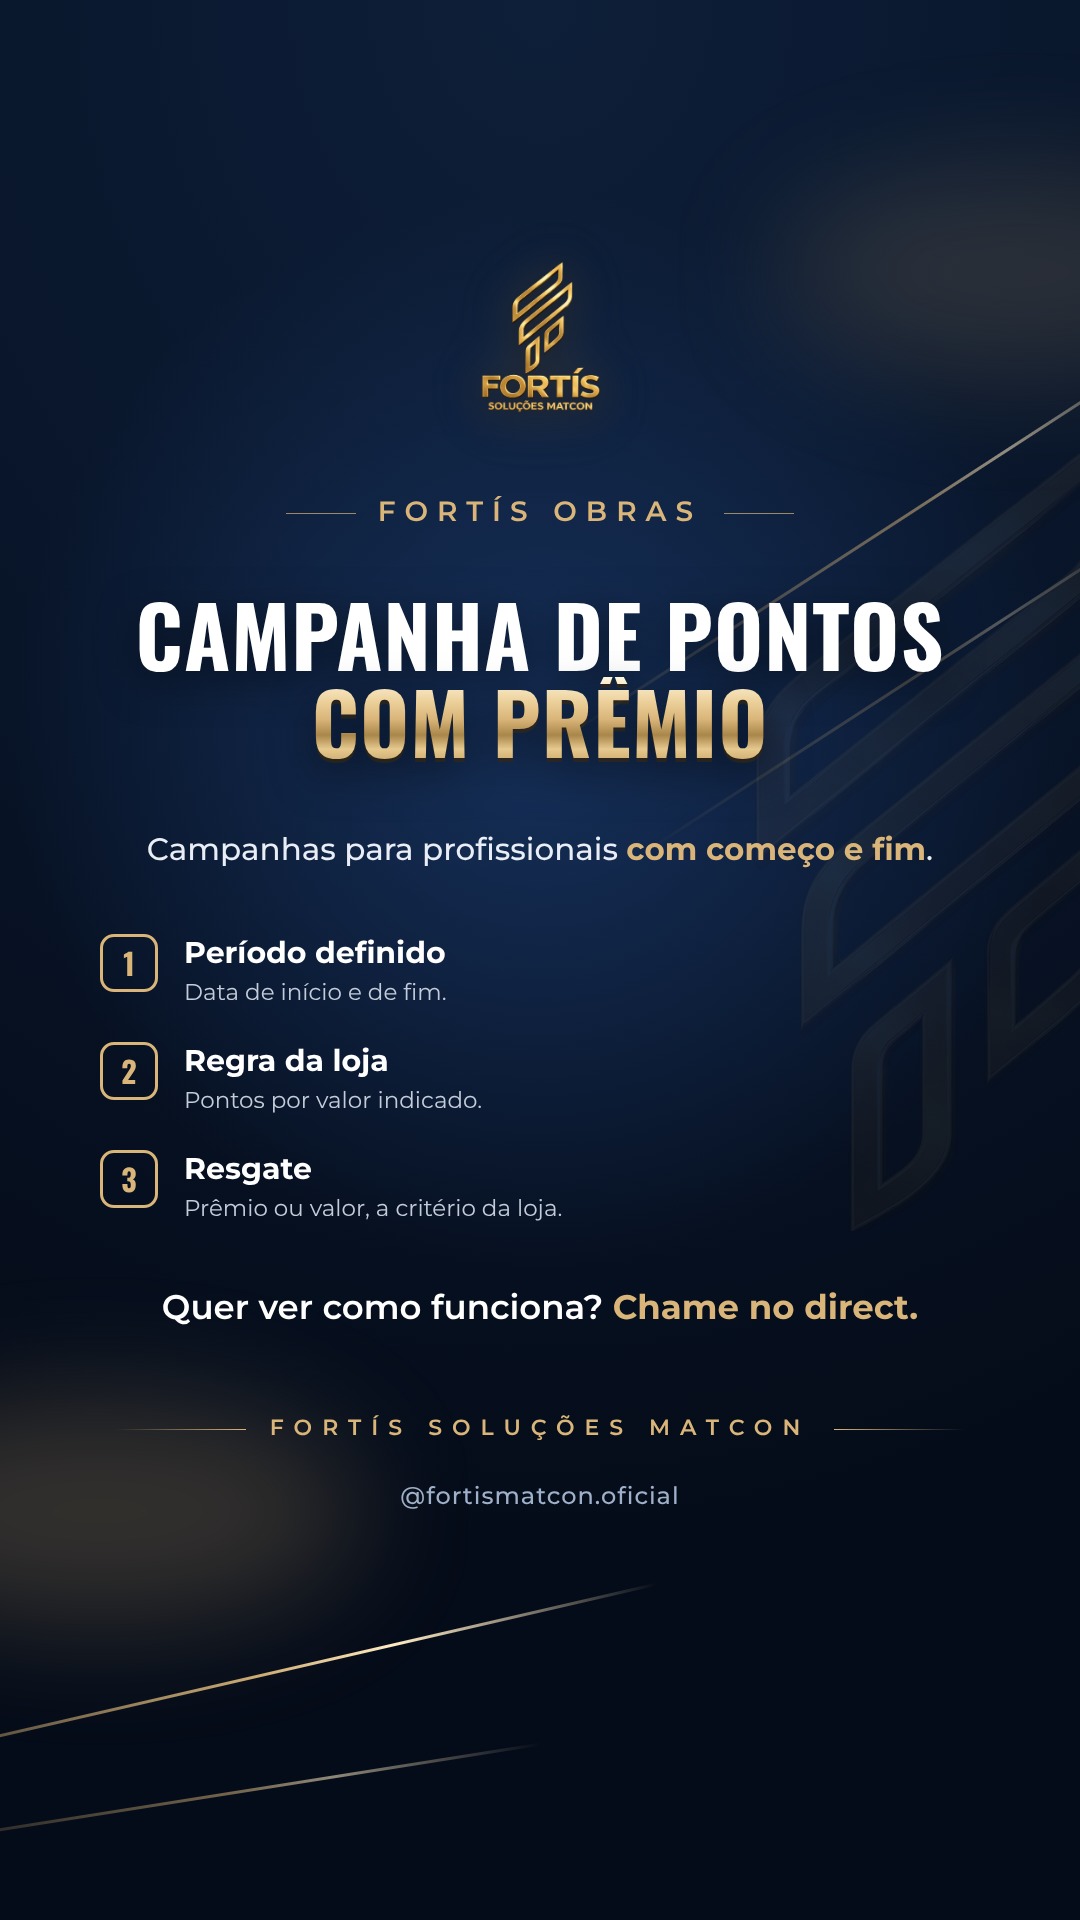 FORTÍS
SOLUÇÕES MATCON
FORTÍS OBRAS
CAMPANHA DE PONTOS
COM PRÊMIO
Campanhas para profissionais com começo e fim.
1
Período definido
Data de início e de fim.
2
Regra da loja
Pontos por valor indicado.
3
Resgate
Prêmio ou valor, a critério da loja.
Quer ver como funciona? Chame no direct.
FORTÍS SOLUÇÕES MATCON
@fortismatcon.oficial